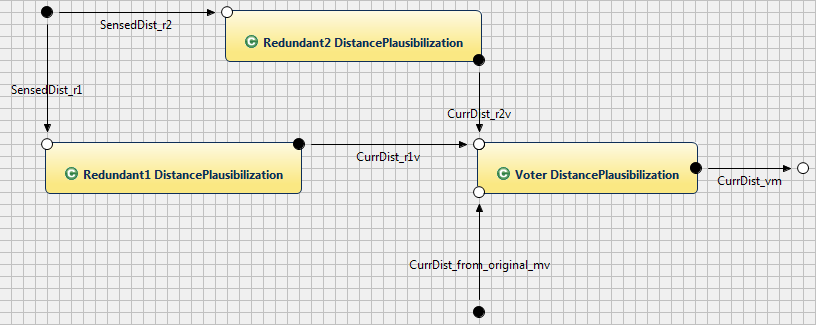 SensedDist_r2
C Redundant2 DistancePlausibilization
SensedDist_r1
CurrDist_r2v
CurrDist_r1v
C Redundant1 DistancePlausibilization
C Voter DistancePlausibilization
CurrDist_vm
CurrDist_from_original_mv